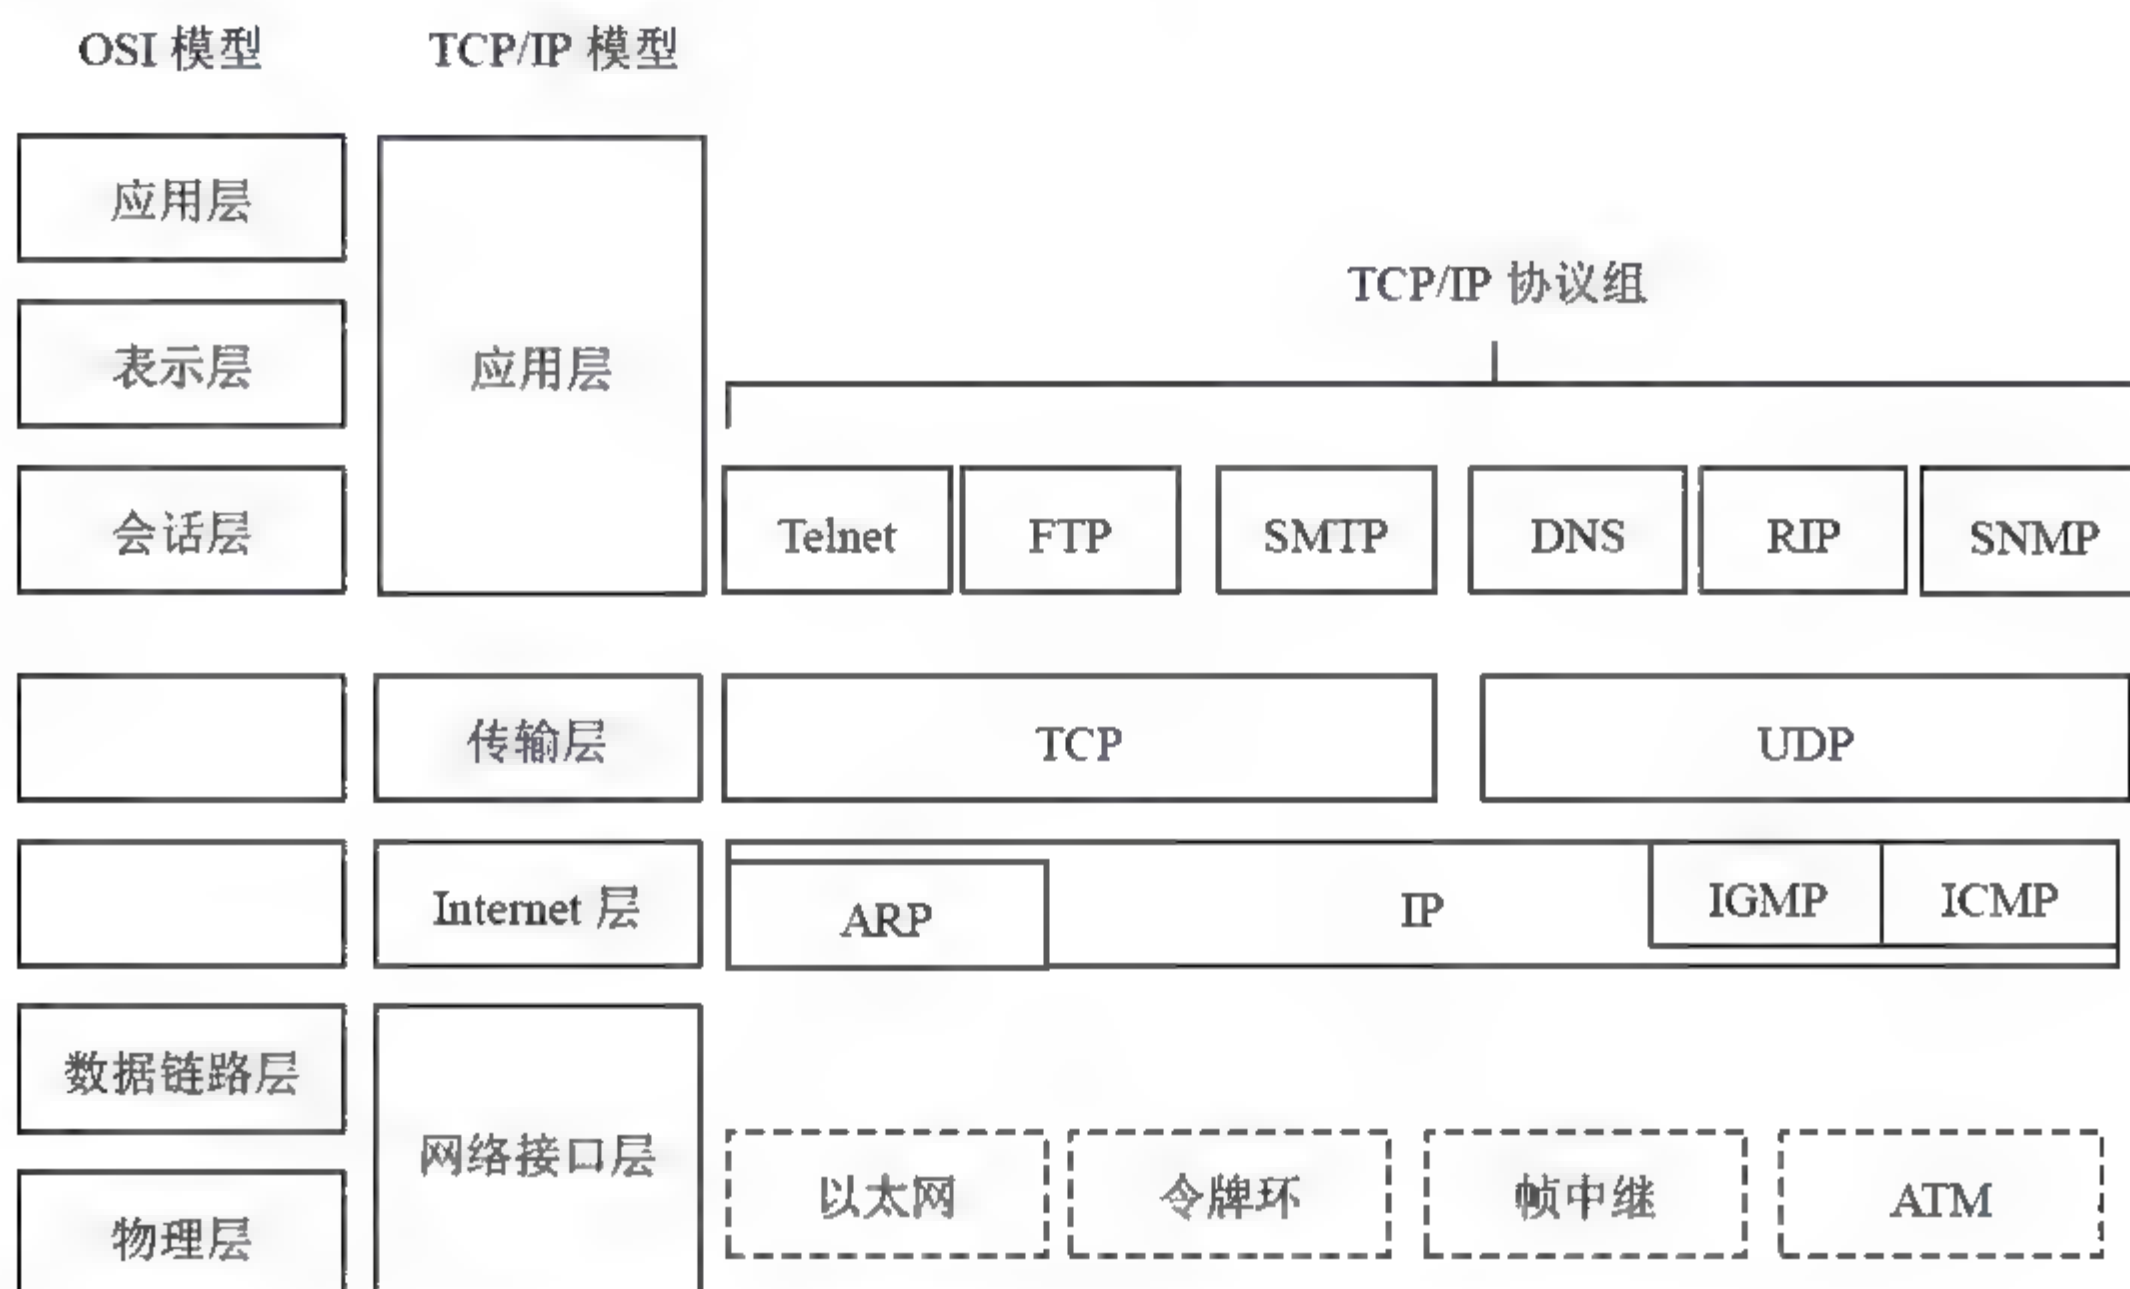 OSI 模型
TCP/IP 模型
应用层
表示层
会话层
应用层
TCP/IP 协议组
Telnet
FTP
SMTP
DNS
RIP
SNMP
传输层
TCP
UDP
Internet 层
ARP
IP
IGMP
ICMP
数据链路层
物理层
网络接口层
以太网
令牌环
帧中继
ATM